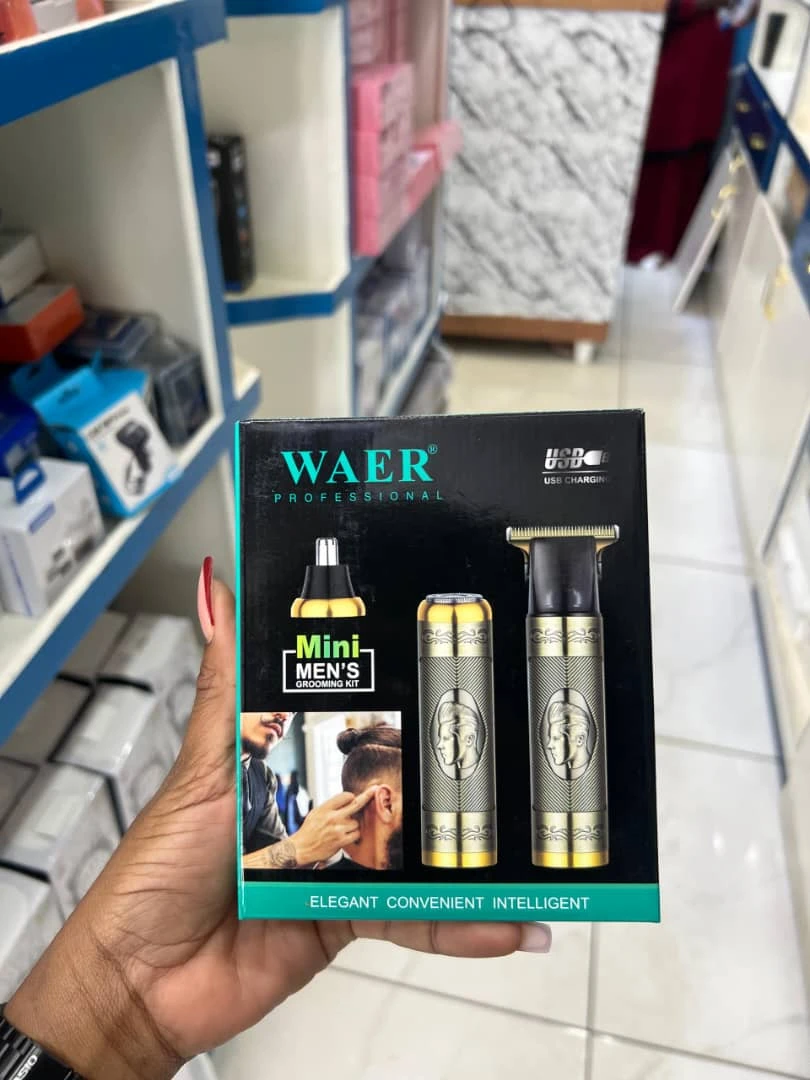 WAER®
PROFESSIONAL
USB
USB CHARGING
Mini
MEN'S
GROOMING KIT
ELEGANT CONVENIENT INTELLIGENT